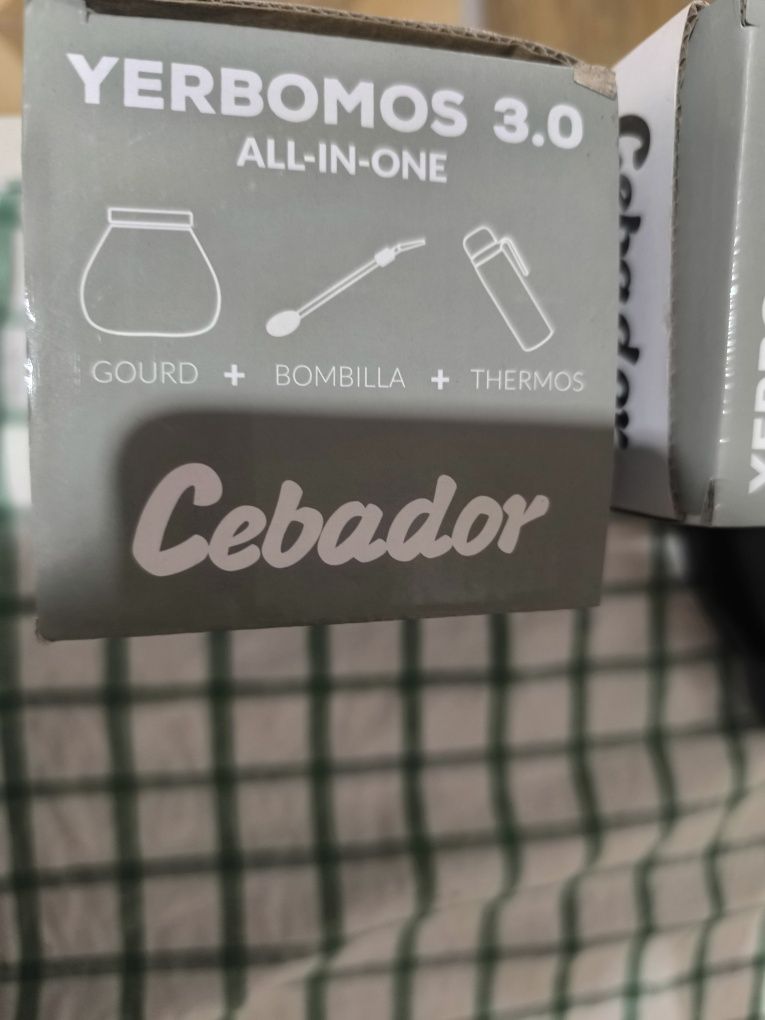 YERBOMOS 3.0
ALL-IN-ONE
GOURD + BOMBILLA + THERMOS
Cebador
Cebador